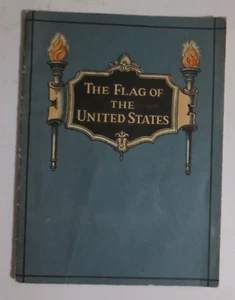 THE FLAG OF
THE
UNITED STATES